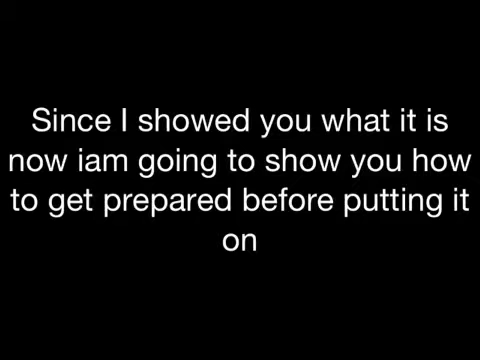 Since I showed you what it is
now iam going to show you how
to get prepared before putting it
on